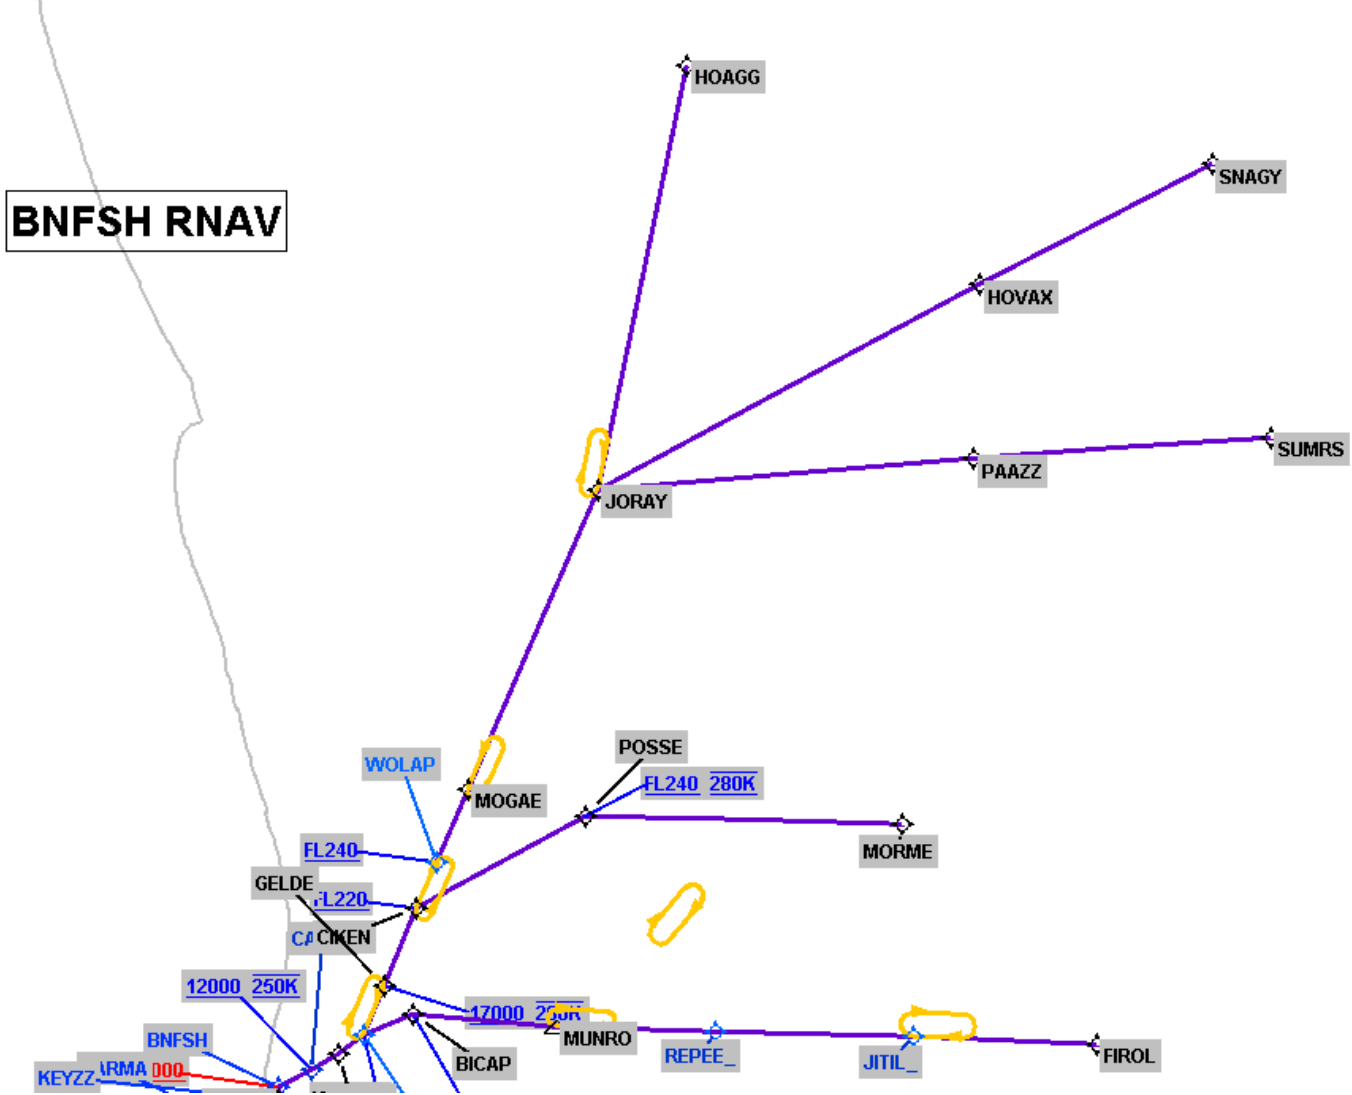 HOAGG
SNAGY
BNFSH RNAV
HOVAX
SUMRS
PAAZZ
JORAY
POSSE
WOLAP
FL240 280K
MOGAE
FL240
MORME
GELDE
FL220
CIKEN
12000 250K
17000
MUNRO
BNFSH
REPEE_
FIROL
BICAP
JITIL_
KEYZZ